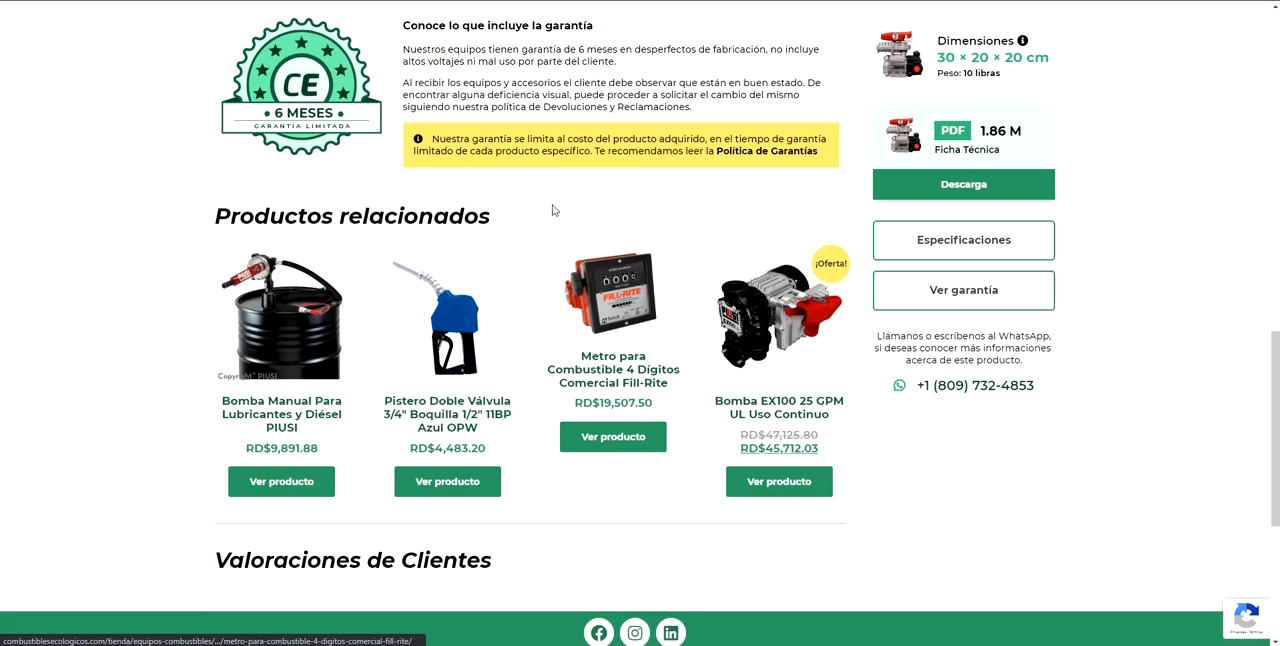 CE
• 6 MESES •
GARANTÍA LIMITADA
Conoce lo que incluye la garantía
Nuestros equipos tienen garantía de 6 meses en desperfectos de fabricación, no incluye
altos voltajes ni mal uso por parte del cliente.
Al recibir los equipos y accesorios el cliente debe observar que están en buen estado. De
encontrar alguna deficiencia visual, puede proceder a solicitar el cambio del mismo
siguiendo nuestra política de Devoluciones y Reclamaciones.
Nuestra garantía se limita al costo del producto adquirido, en el tiempo de garantía
limitado de cada producto específico. Te recomendamos leer la Política de Garantías
Dimensiones
30 × 20 × 20 cm
Peso: 10 libras
PDF 1.86 M
Ficha Técnica
Descarga
Especificaciones
Ver garantía
Llámanos o escríbenos al WhatsApp,
si deseas conocer más informaciones
acerca de este producto.
+1 (809) 732-4853
Productos relacionados
PIUSI
Copyright PIUSI
Bomba Manual Para
Lubricantes y Diésel
PIUSI
RD$9,891.88
Ver producto
Pistero Doble Válvula
3/4" Boquilla 1/2" 11BP
Azul OPW
RD$4,483.20
Ver producto
FILL-RITE
Metro para
Combustible 4 Dígitos
Comercial Fill-Rite
RD$19,507.50
Ver producto
¡Oferta!
PIUSI
Bomba EX100 25 GPM
UL Uso Continuo
RD$47,125.80
RD$45,712.03
Ver producto
Valoraciones de Clientes
combustiblesecologicos.com/tienda/equipos-combustibles/.../metro-para-combustible-4-digitos-comercial-fill-rite/